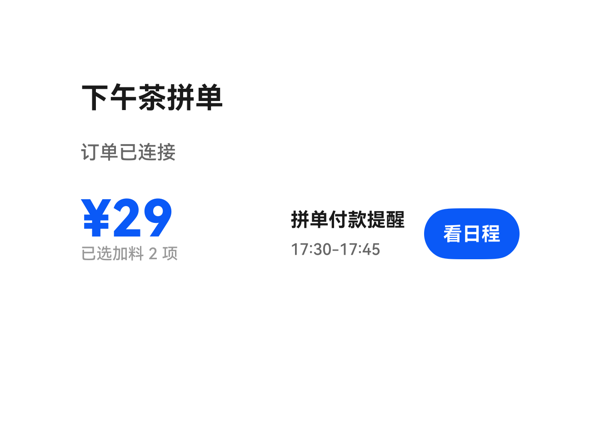 下午茶拼单
订单已连接
¥29
已选加料 2 项
拼单付款提醒
17:30-17:45
看日程